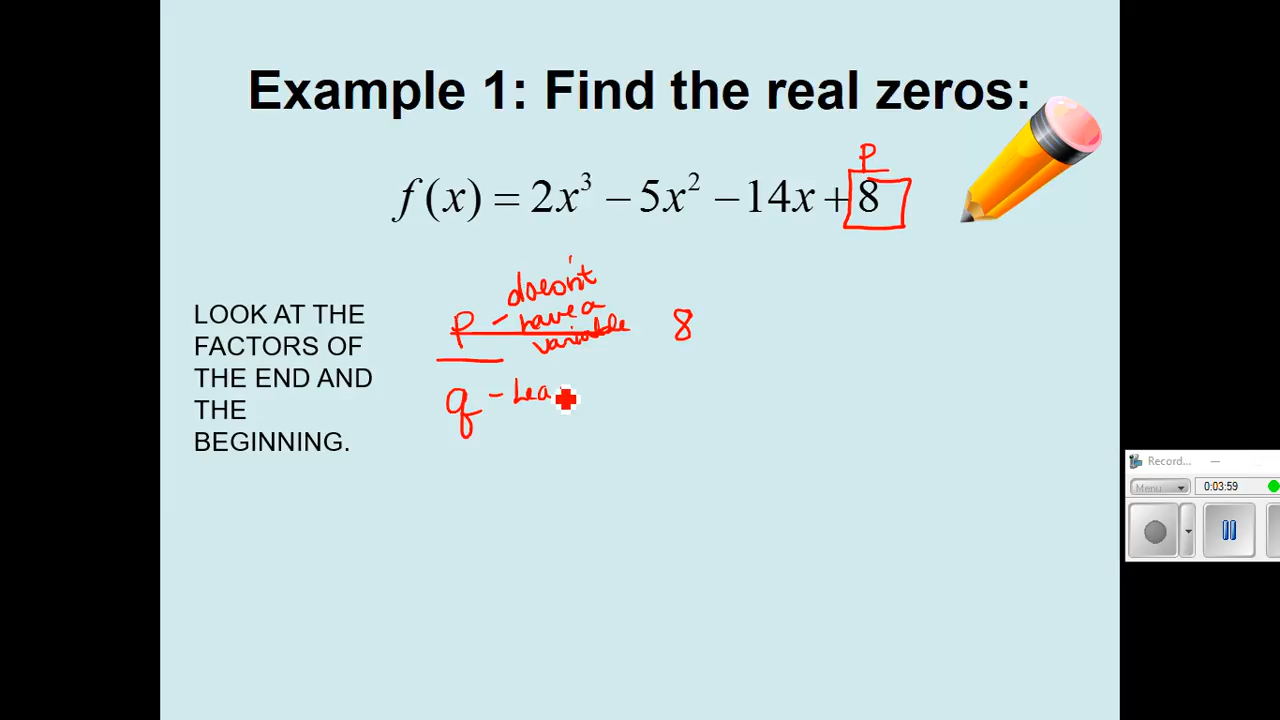 Example 1: Find the real zeros:
P
f(x) = 2x³ − 5x² − 14x + 8
doesn't
P – have a 8
variable
q – Lea
LOOK AT THE
FACTORS OF
THE END AND
THE
BEGINNING.
Record...
Menu
0:03:59